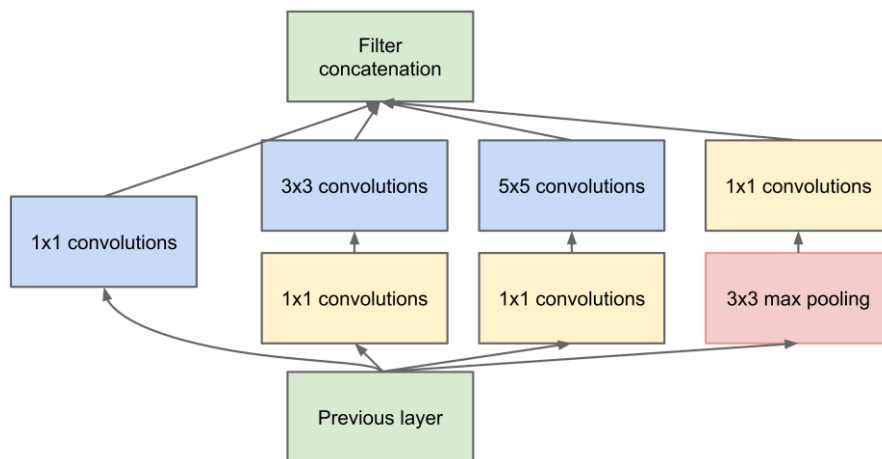 Filter
concatenation
3x3 convolutions
5x5 convolutions
1x1 convolutions
1x1 convolutions
1x1 convolutions
1x1 convolutions
3x3 max pooling
Previous layer